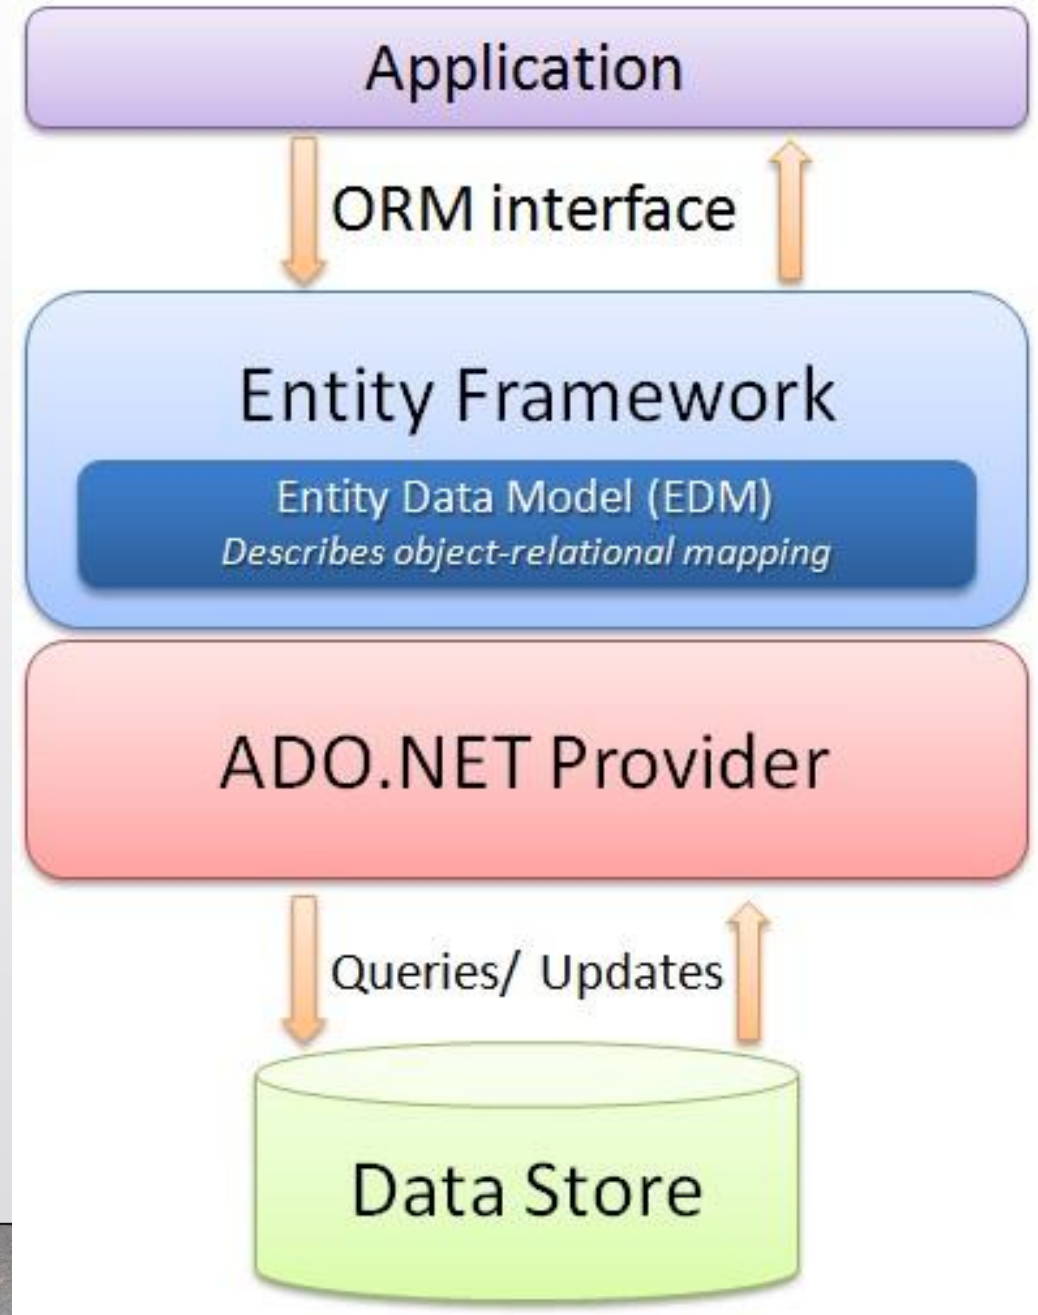 Application
ORM interface
Entity Framework
Entity Data Model (EDM)
Describes object-relational mapping
ADO.NET Provider
Queries/ Updates
Data Store